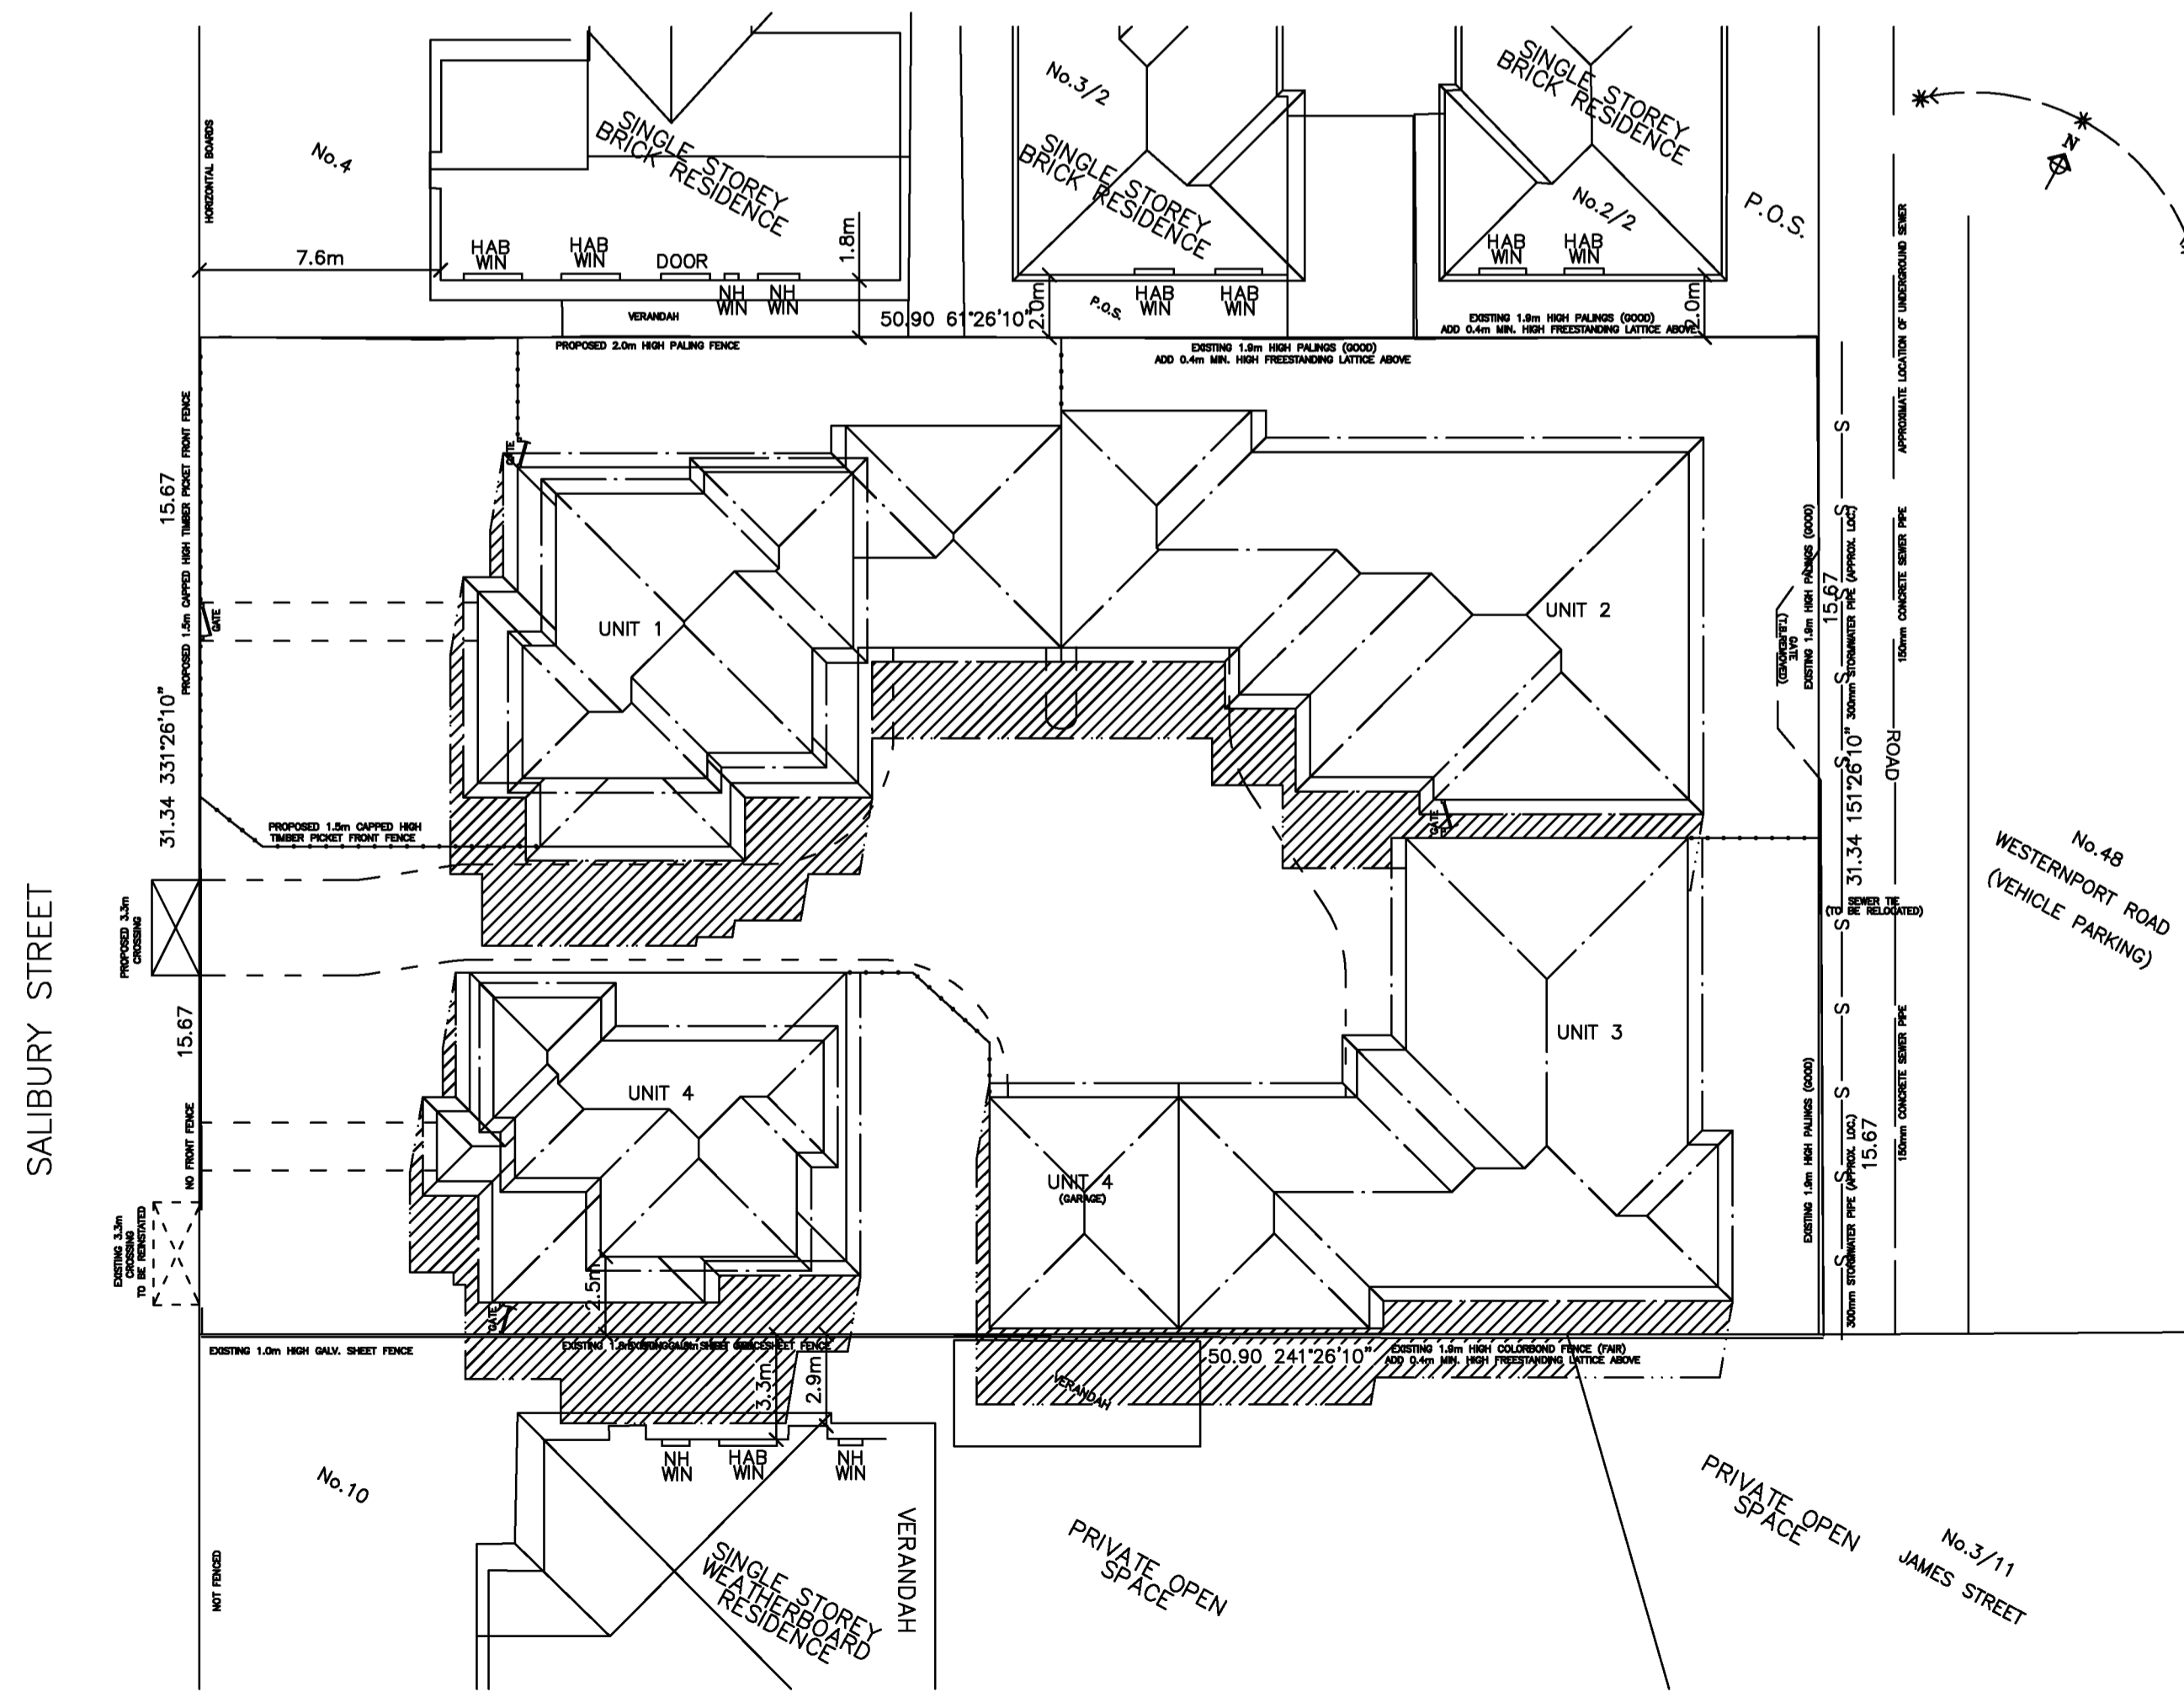 No.4
HORIZONTAL BOARDS
SINGLE STOREY
BRICK RESIDENCE
7.6m
HAB
WIN
HAB
WIN
DOOR
NH
WIN
NH
WIN
1.8m
VERANDAH
No.3/2
SINGLE STOREY
BRICK RESIDENCE
P.O.S.
HAB
WIN
HAB
WIN
2.0m
SINGLE STOREY
BRICK RESIDENCE
No.2/2
HAB
WIN
HAB
WIN
2.0m
P.O.S.
N
50.90 61°26'10"
PROPOSED 2.0m HIGH PALING FENCE
EXISTING 1.9m HIGH PALINGS (GOOD)
ADD 0.4m MIN. HIGH FREESTANDING LATTICE ABOVE
EXISTING 1.9m HIGH PALINGS (GOOD)
ADD 0.4m MIN. HIGH FREESTANDING LATTICE ABOVE
APPROXIMATE LOCATION OF UNDERGROUND SEWER
15.67
PROPOSED 1.5m CAPPED HIGH TIMBER PICKET FRONT FENCE
31.34 331°26'10"
GATE
GATE
UNIT 1
UNIT 2
GATE
(T.B.REMOVED)
EXISTING 1.9m HIGH PALINGS (GOOD)
15.67
300mm STORMWATER PIPE (APPROX. LOC.)
S
S
S
S
S
S
S
S
S
S
S
150mm CONCRETE SEWER PIPE
ROAD
31.34 151°26'10"
PROPOSED 1.5m CAPPED HIGH
TIMBER PICKET FRONT FENCE
GATE
SEWER TIE
(TO BE RELOCATED)
No.48
WESTERNPORT ROAD
(VEHICLE PARKING)
SALIBURY STREET
PROPOSED 3.3m
CROSSING
15.67
NO FRONT FENCE
EXISTING 3.3m
CROSSING
TO BE REINSTATED
UNIT 4
UNIT 3
UNIT 4
(GARAGE)
EXISTING 1.9m HIGH PALINGS (GOOD)
300mm STORMWATER PIPE (APPROX. LOC.)
15.67
150mm CONCRETE SEWER PIPE
GATE
2.5m
EXISTING 1.0m HIGH GALV. SHEET FENCE
3.3m
2.9m
50.90 241°26'10"
EXISTING 1.9m HIGH COLORBOND FENCE (FAIR)
ADD 0.4m MIN. HIGH FREESTANDING LATTICE ABOVE
VERANDAH
No.10
NOT FENCED
NH
WIN
HAB
WIN
NH
WIN
SINGLE STOREY
WEATHERBOARD
RESIDENCE
VERANDAH
PRIVATE OPEN
SPACE
PRIVATE OPEN
SPACE
No.3/11
JAMES STREET